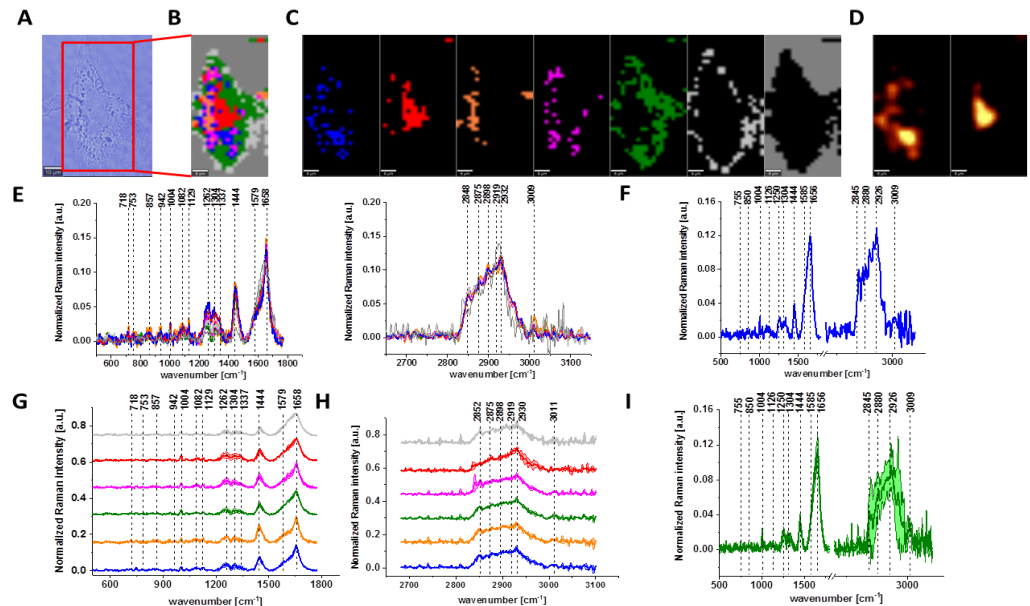 A
B
C
D
10 µm
E
718
753
857
942
1004
1082
1129
1262
1304
1337
1444
1579
1658
Normalized Raman intensity [a.u.]
0.20
0.15
0.10
0.05
0.00
600 800 1000 1200 1400 1600 1800
wavenumber [cm⁻¹]
2848
2875
2898
2919
2932
3009
Normalized Raman intensity [a.u.]
0.20
0.15
0.10
0.05
0.00
2700 2800 2900 3000 3100
wavenumber [cm⁻¹]
F
755
850
1004
1126
1250
1304
1444
1585
1656
2845
2880
2926
3009
Normalized Raman intensity [a.u.]
0.16
0.12
0.08
0.04
0.00
500 1000 1500 3000
wavenumber [cm⁻¹]
G
718 753 857 942 1004 1082 1129 1262 1304 1337 1444 1579 1658
Normalized Raman intensity [a.u.]
0.8
0.6
0.4
0.2
0.0
600 900 1200 1500 1800
wavenumber [cm⁻¹]
H
2852
2875
2898
2919
2930
3011
Normalized Raman intensity [a.u.]
0.8
0.6
0.4
0.2
0.0
2700 2800 2900 3000 3100
wavenumber [cm⁻¹]
I
755
850
1004
1126
1250
1304
1444
1585
1656
2845
2880
2926
3009
Normalized Raman intensity [a.u.]
0.16
0.12
0.08
0.04
0.00
500 1000 1500 3000
wavenumber [cm⁻¹]